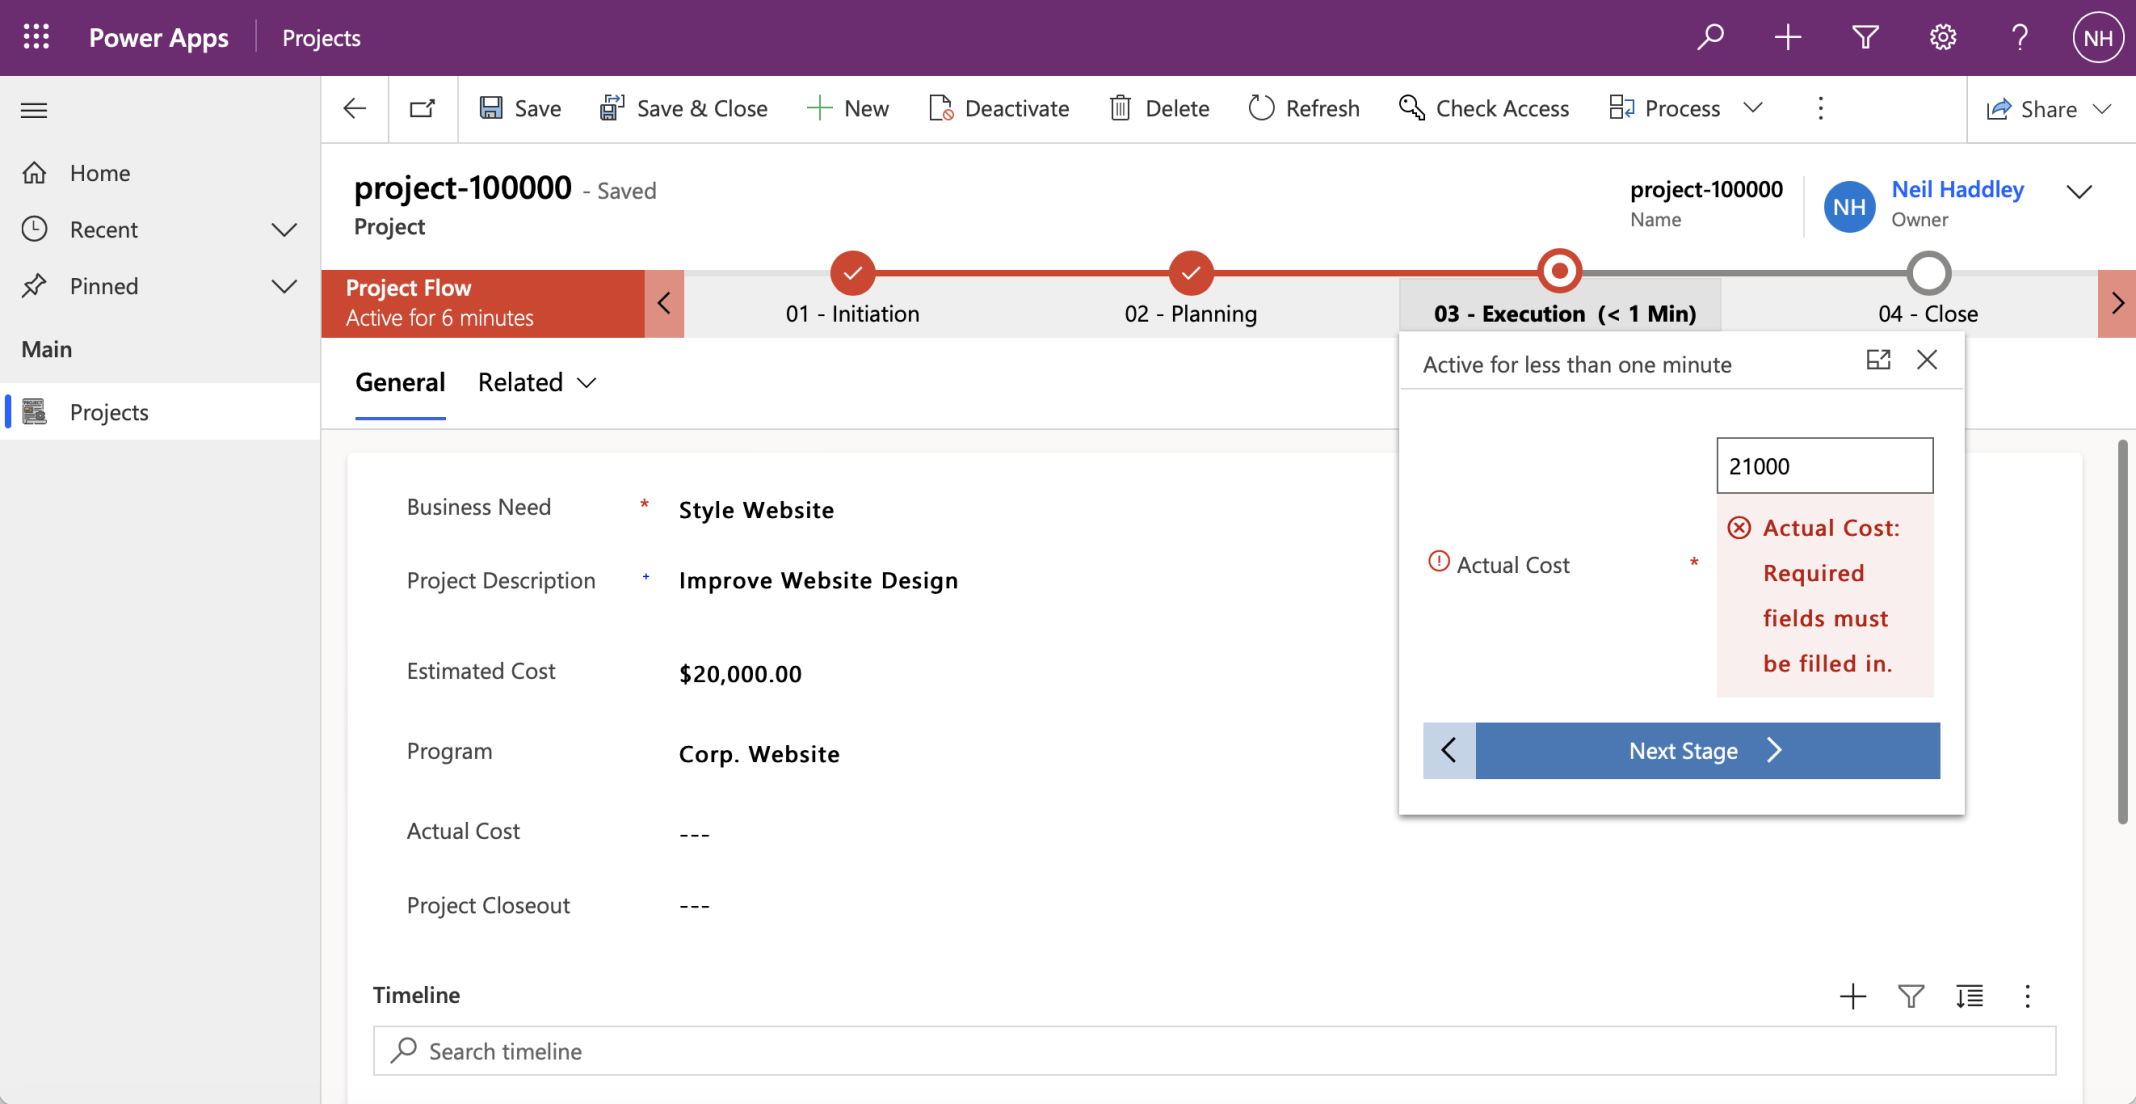 Power Apps
Projects
NH
Save
Save & Close
New
Deactivate
Delete
Refresh
Check Access
Process
Share
Home
Recent
Pinned
Main
Projects
project-100000 - Saved
Project
project-100000
Name
NH
Neil Haddley
Owner
Project Flow
Active for 6 minutes
01 - Initiation
02 - Planning
03 - Execution (< 1 Min)
04 - Close
General
Related
Active for less than one minute
21000
Actual Cost *
Actual Cost:
Required
fields must
be filled in.
Next Stage
Business Need * Style Website
Project Description + Improve Website Design
Estimated Cost $20,000.00
Program Corp. Website
Actual Cost ---
Project Closeout ---
Timeline
Search timeline